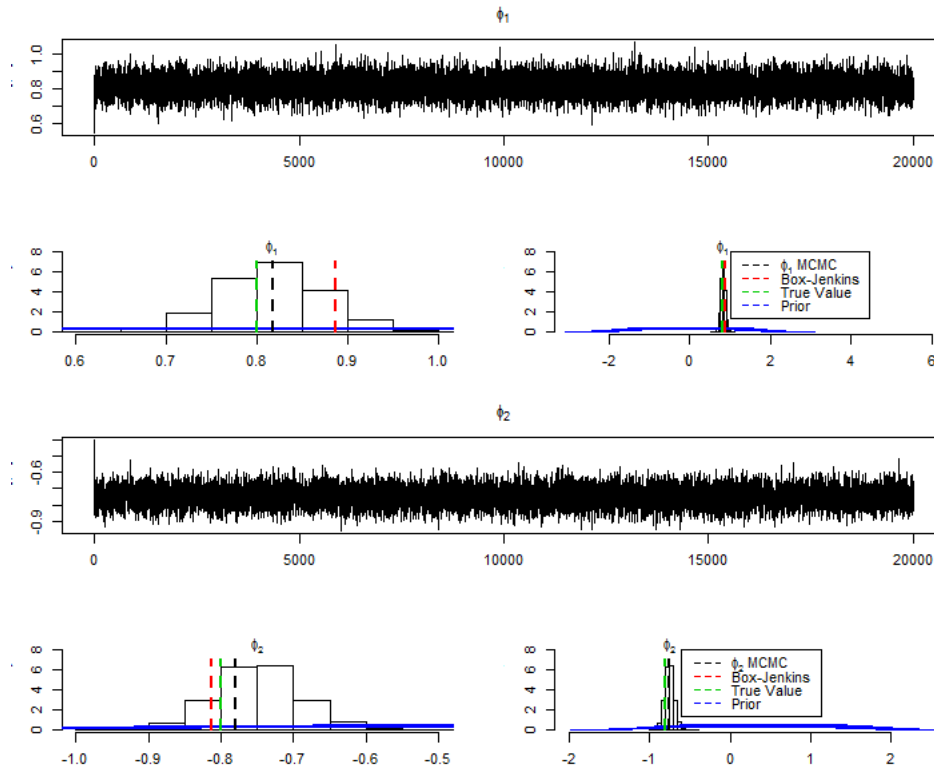 ϕ1
0.6 0.8 1.0
0 5000 10000 15000 20000
ϕ1
0 2 4 6 8
0.6 0.7 0.8 0.9 1.0
ϕ1
0 2 4 6 8
-2 0 2 4 6
ϕ1 MCMC
Box-Jenkins
True Value
Prior
ϕ2
-0.9 -0.6
0 5000 10000 15000 20000
ϕ2
0 2 4 6 8
-1.0 -0.9 -0.8 -0.7 -0.6 -0.5
ϕ2
0 2 4 6 8
-2 -1 0 1 2
ϕ2 MCMC
Box-Jenkins
True Value
Prior